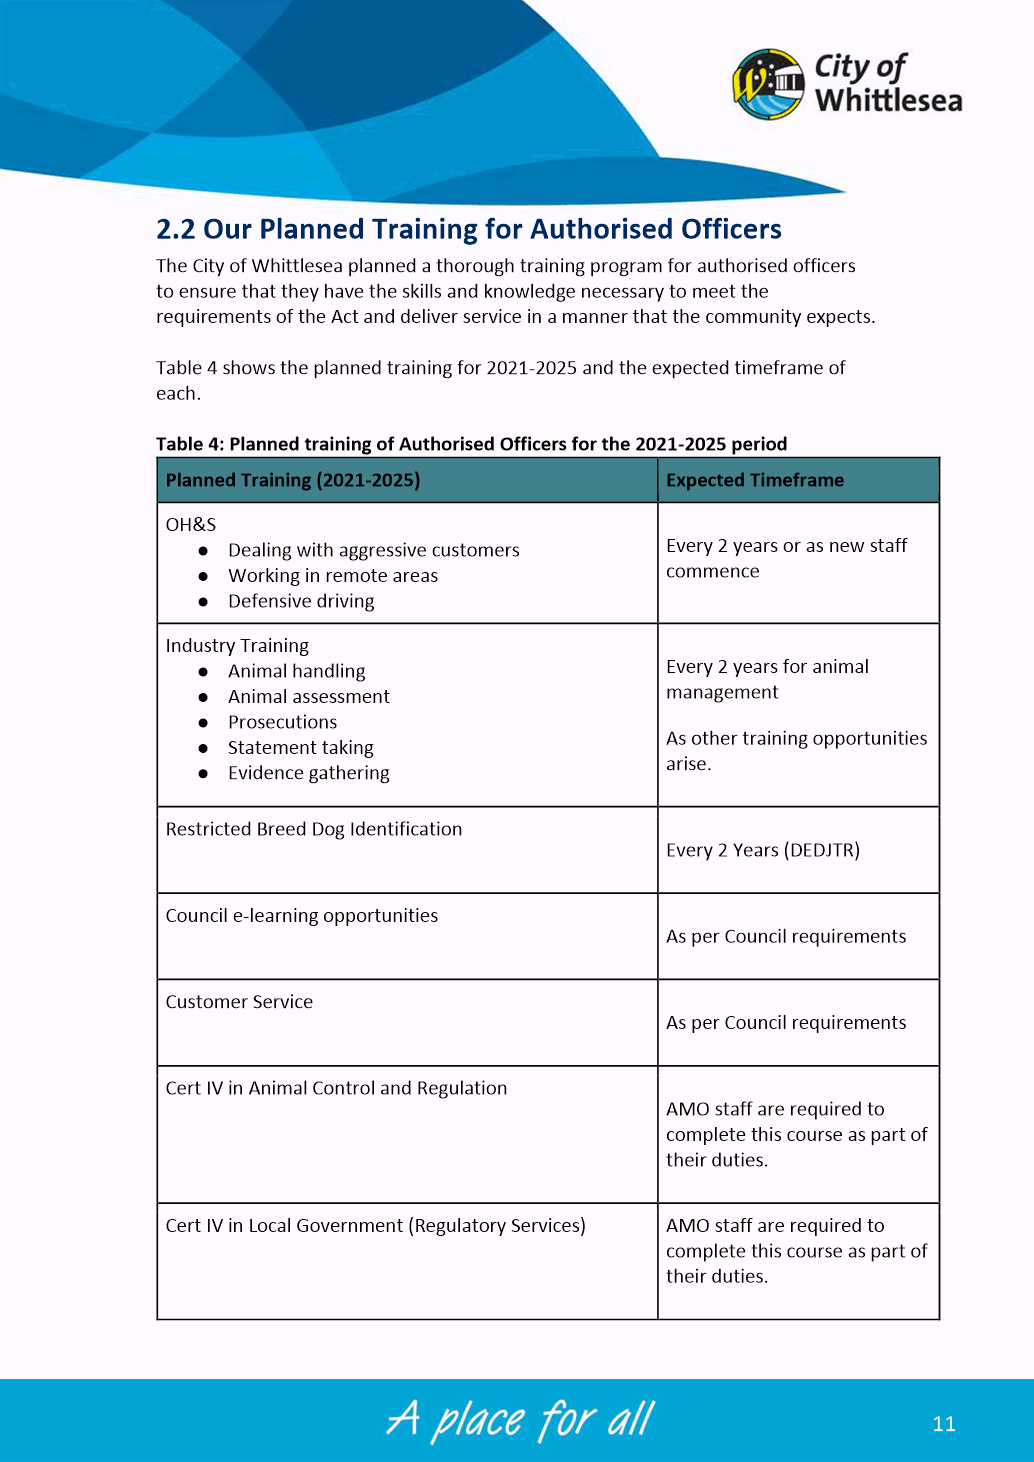 City of
Whittlesea
2.2 Our Planned Training for Authorised Officers
The City of Whittlesea planned a thorough training program for authorised officers
to ensure that they have the skills and knowledge necessary to meet the
requirements of the Act and deliver service in a manner that the community expects.
Table 4 shows the planned training for 2021-2025 and the expected timeframe of
each.
Table 4: Planned training of Authorised Officers for the 2021-2025 period
Planned Training (2021-2025)
Expected Timeframe
OH&S
● Dealing with aggressive customers
● Working in remote areas
● Defensive driving
Every 2 years or as new staff
commence
Industry Training
● Animal handling
● Animal assessment
● Prosecutions
● Statement taking
● Evidence gathering
Every 2 years for animal
management
As other training opportunities
arise.
Restricted Breed Dog Identification
Every 2 Years (DEDJTR)
Council e-learning opportunities
As per Council requirements
Customer Service
As per Council requirements
Cert IV in Animal Control and Regulation
AMO staff are required to
complete this course as part of
their duties.
Cert IV in Local Government (Regulatory Services)
AMO staff are required to
complete this course as part of
their duties.
A place for all
11